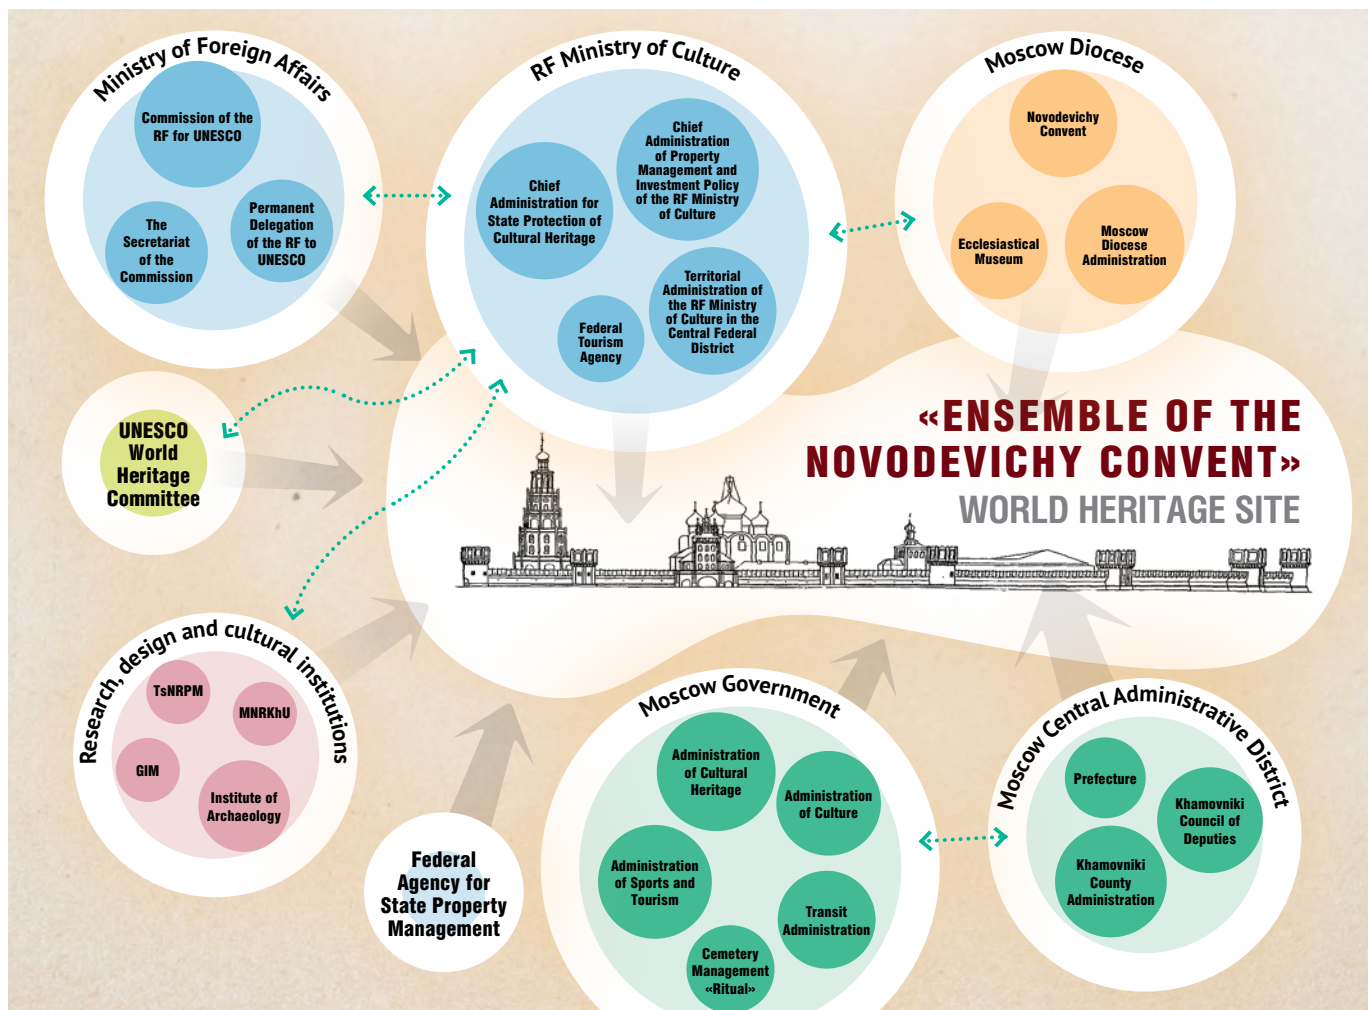 Ministry of Foreign Affairs
Commission of the
RF for UNESCO
The
Secretariat
of the
Commission
Permanent
Delegation
of the RF to
UNESCO
RF Ministry of Culture
Chief
Administration for
State Protection of
Cultural Heritage
Chief
Administration
of Property
Management and
Investment Policy
of the RF Ministry
of Culture
Federal
Tourism
Agency
Territorial
Administration of
the RF Ministry
of Culture in the
Central Federal
District
Moscow Diocese
Novodevichy
Convent
Ecclesiastical
Museum
Moscow
Diocese
Administration
UNESCO
World
Heritage
Committee
«ENSEMBLE OF THE
NOVODEVICHY CONVENT»
WORLD HERITAGE SITE
Research, design and cultural institutions
TsNRPM
MNRKhU
GIM
Institute of
Archaeology
Federal
Agency for
State Property
Management
Moscow Government
Administration
of Cultural
Heritage
Administration
of Culture
Administration
of Sports and
Tourism
Transit
Administration
Cemetery
Management
«Ritual»
Moscow Central Administrative District
Prefecture
Khamovniki
Council of
Deputies
Khamovniki
County
Administration